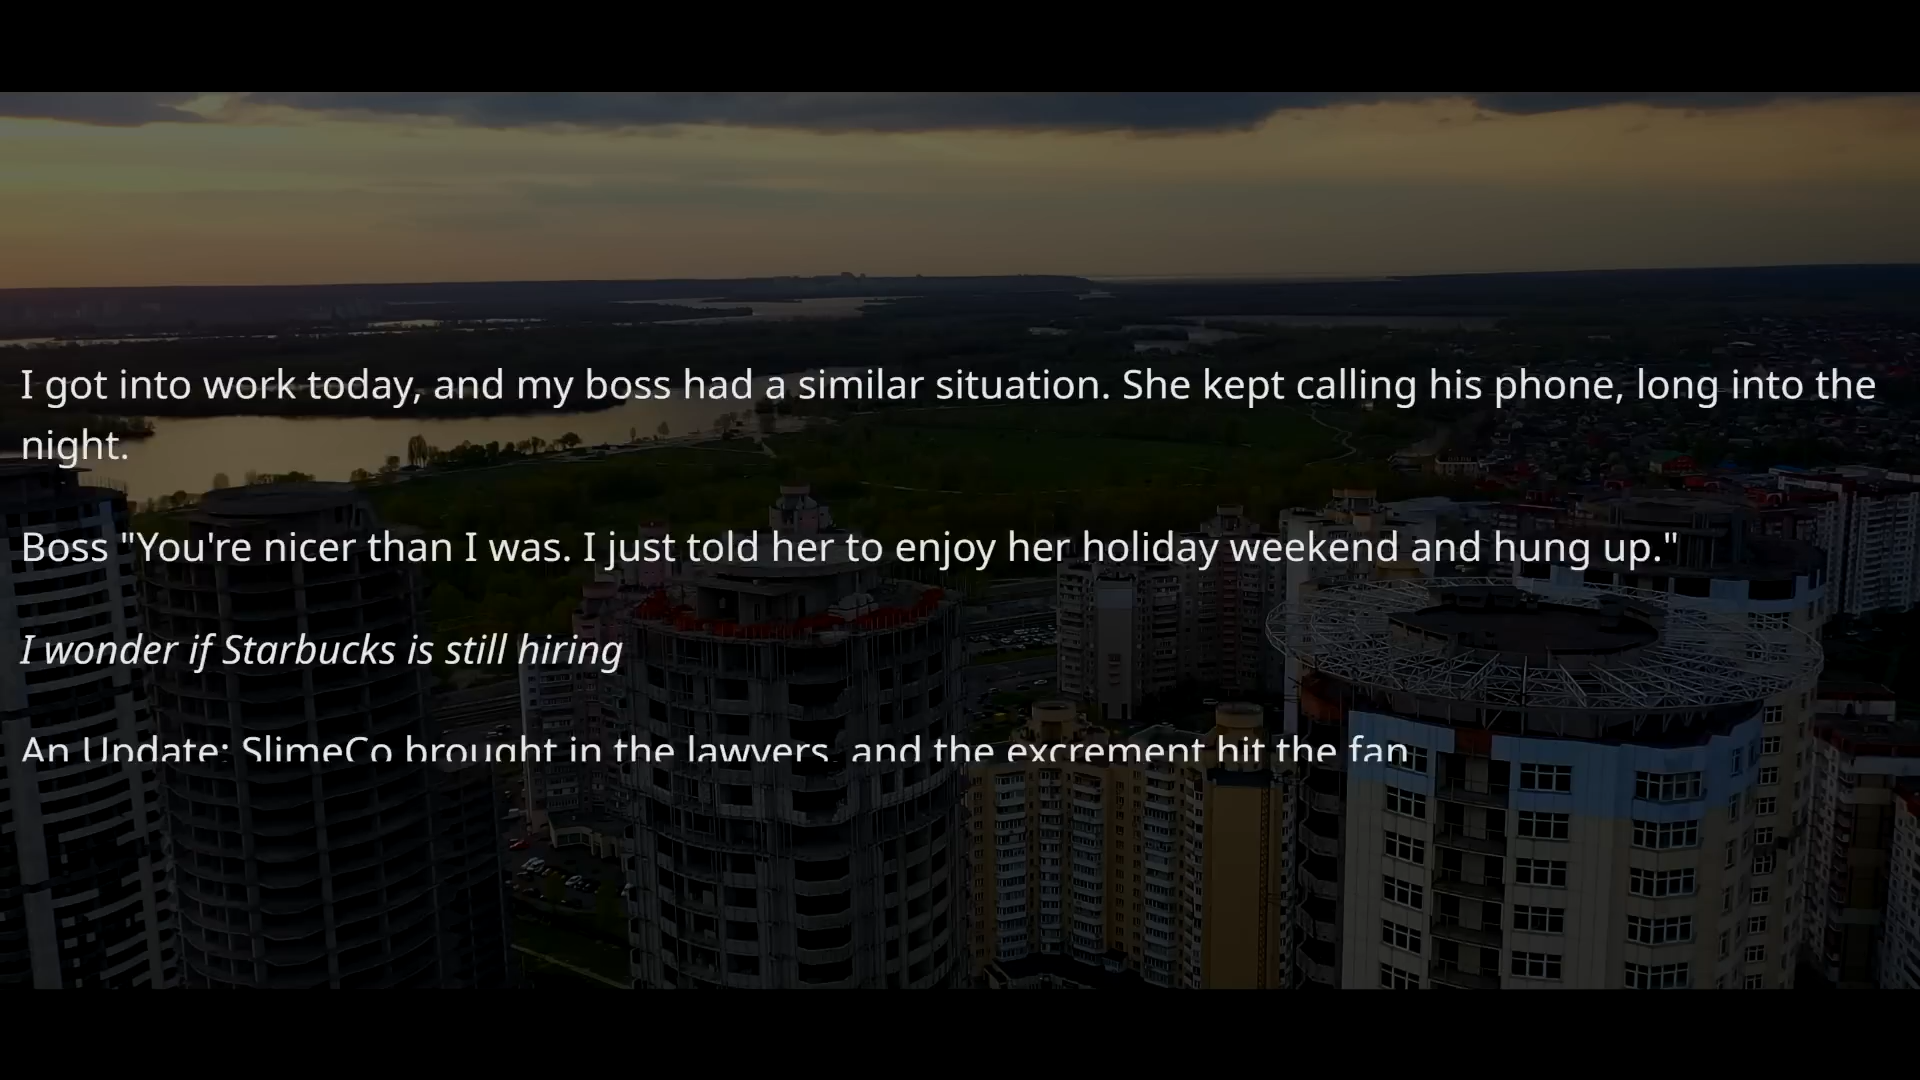 I got into work today, and my boss had a similar situation. She kept calling his phone, long into the
night.
Boss "You're nicer than I was. I just told her to enjoy her holiday weekend and hung up."
I wonder if Starbucks is still hiring
An Update: SlimeCo brought in the lawyers, and the excrement hit the fan